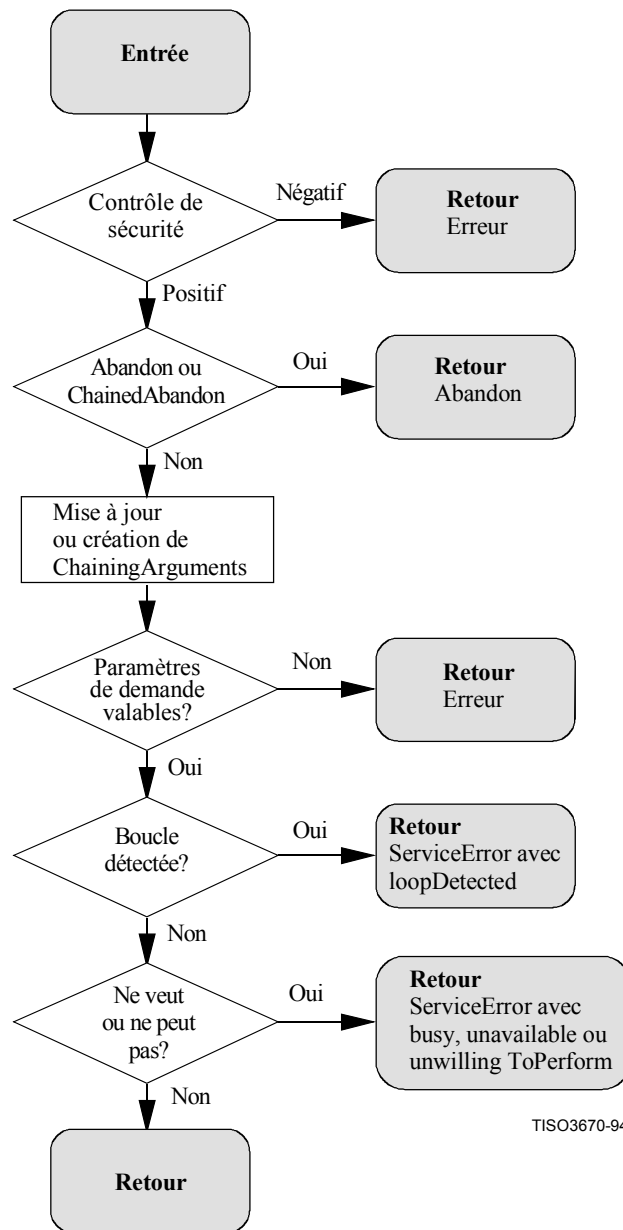 Entrée
Contrôle de
sécurité
Négatif
Retour
Erreur
Positif
Abandon ou
ChainedAbandon
Oui
Retour
Abandon
Non
Mise à jour
ou création de
ChainingArguments
Paramètres
de demande
valables?
Non
Retour
Erreur
Oui
Boucle
détectée?
Oui
Retour
ServiceError avec
loopDetected
Non
Ne veut
ou ne peut
pas?
Oui
Retour
ServiceError avec
busy, unavailable ou
unwilling ToPerform
Non
Retour
TISO3670-94